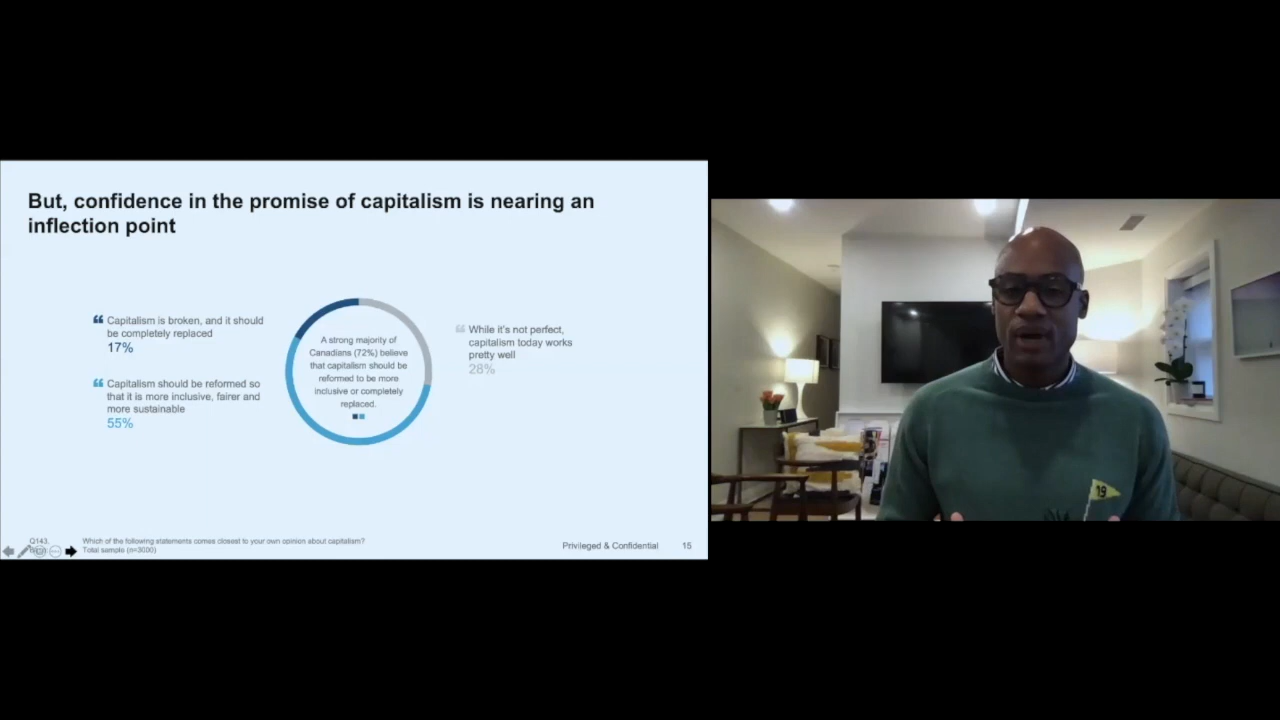 But, confidence in the promise of capitalism is nearing an
inflection point
“ Capitalism is broken, and it should
be completely replaced
17%
“ Capitalism should be reformed so
that it is more inclusive, fairer and
more sustainable
55%
A strong majority of
Canadians (72%) believe
that capitalism should be
reformed to be more
inclusive or completely
replaced.
“ While it's not perfect,
capitalism today works
pretty well
28%
Q143.
Which of the following statements comes closest to your own opinion about capitalism?
Total sample (n=3000)
Privileged & Confidential 15
19